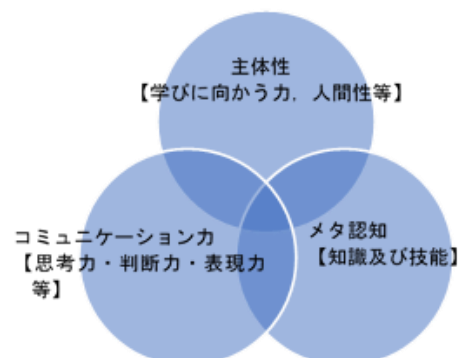 主体性
【学びに向かう力，人間性等】
コミュニケーション力
【思考力・判断力・表現力
等】
メタ認知
【知識及び技能】